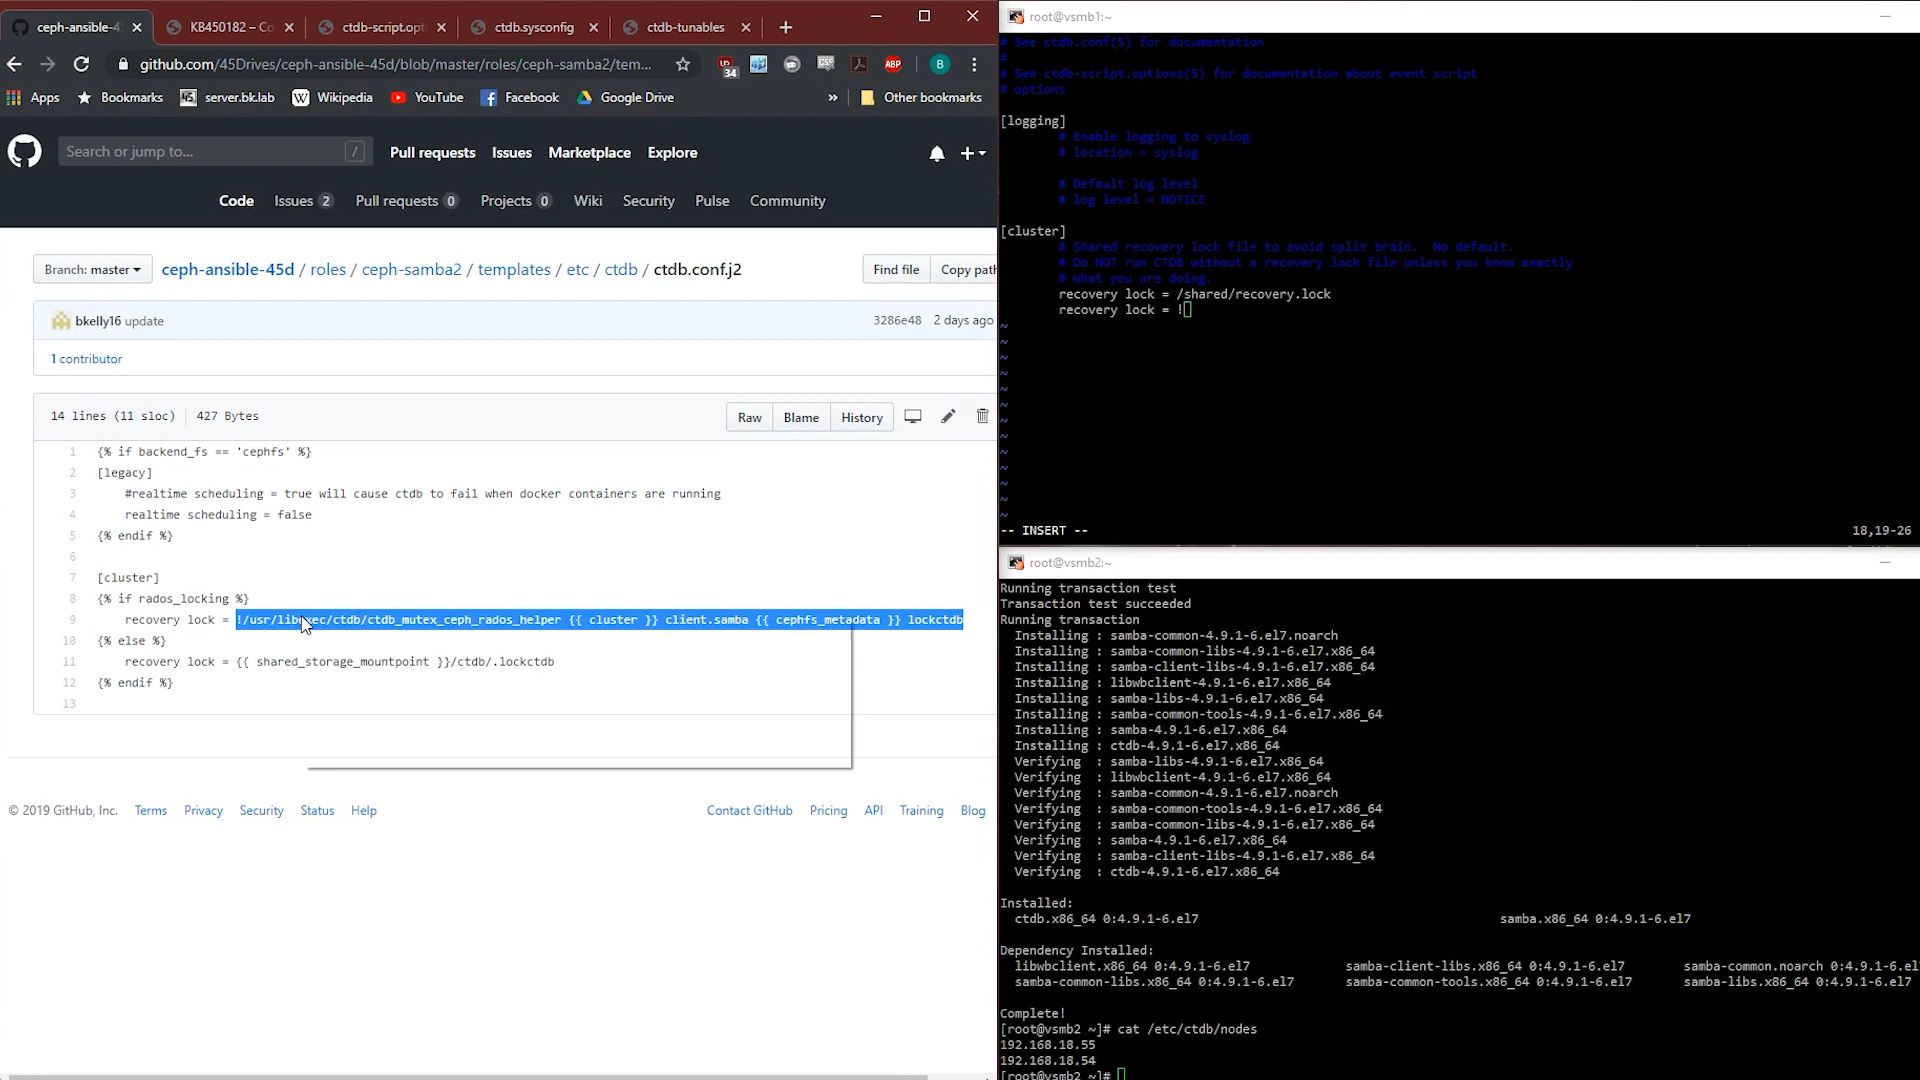 ceph-ansible-4
KB450182 – Co
ctdb-script.opt
ctdb.sysconfig
ctdb-tunables
github.com/45Drives/ceph-ansible-45d/blob/master/roles/ceph-samba2/tem...
34
ABP
B
Apps
Bookmarks
server.bk.lab
Wikipedia
YouTube
Facebook
Google Drive
»
Other bookmarks
Search or jump to...
/
Pull requests
Issues
Marketplace
Explore
Code
Issues 2
Pull requests 0
Projects 0
Wiki
Security
Pulse
Community
Branch: master
ceph-ansible-45d / roles / ceph-samba2 / templates / etc / ctdb / ctdb.conf.j2
Find file
Copy path
bkelly16 update
3286e48 2 days ago
1 contributor
14 lines (11 sloc) 427 Bytes
Raw
Blame
History
1 {% if backend_fs == 'cephfs' %}
2 [legacy]
3 #realtime scheduling = true will cause ctdb to fail when docker containers are running
4 realtime scheduling = false
5 {% endif %}
6
7 [cluster]
8 {% if rados_locking %}
9 recovery lock = !/usr/libexec/ctdb/ctdb_mutex_ceph_rados_helper {{ cluster }} client.samba {{ cephfs_metadata }} lockctdb
10 {% else %}
11 recovery lock = {{ shared_storage_mountpoint }}/ctdb/.lockctdb
12 {% endif %}
13
© 2019 GitHub, Inc.
Terms
Privacy
Security
Status
Help
Contact GitHub
Pricing
API
Training
Blog
root@vsmb1:~
# See ctdb.conf(5) for documentation
#
# See ctdb-script.options(5) for documentation about event script
# options
[logging]
# Enable logging to syslog
# location = syslog
# Default log level
# log level = NOTICE
[cluster]
# Shared recovery lock file to avoid split brain. No default.
# Do NOT run CTDB without a recovery lock file unless you know exactly
# what you are doing.
recovery lock = /shared/recovery.lock
recovery lock = !
~
~
~
~
~
~
~
~
~
~
~
~
~
-- INSERT --
18,19-26
root@vsmb2:~
Running transaction test
Transaction test succeeded
Running transaction
Installing : samba-common-4.9.1-6.el7.noarch
Installing : samba-common-libs-4.9.1-6.el7.x86_64
Installing : samba-client-libs-4.9.1-6.el7.x86_64
Installing : libwbclient-4.9.1-6.el7.x86_64
Installing : samba-libs-4.9.1-6.el7.x86_64
Installing : samba-common-tools-4.9.1-6.el7.x86_64
Installing : samba-4.9.1-6.el7.x86_64
Installing : ctdb-4.9.1-6.el7.x86_64
Verifying : samba-libs-4.9.1-6.el7.x86_64
Verifying : libwbclient-4.9.1-6.el7.x86_64
Verifying : samba-common-4.9.1-6.el7.noarch
Verifying : samba-common-tools-4.9.1-6.el7.x86_64
Verifying : samba-common-libs-4.9.1-6.el7.x86_64
Verifying : samba-4.9.1-6.el7.x86_64
Verifying : samba-client-libs-4.9.1-6.el7.x86_64
Verifying : ctdb-4.9.1-6.el7.x86_64
Installed:
ctdb.x86_64 0:4.9.1-6.el7 samba.x86_64 0:4.9.1-6.el7
Dependency Installed:
libwbclient.x86_64 0:4.9.1-6.el7 samba-client-libs.x86_64 0:4.9.1-6.el7 samba-common.noarch 0:4.9.1-6.el
samba-common-libs.x86_64 0:4.9.1-6.el7 samba-common-tools.x86_64 0:4.9.1-6.el7 samba-libs.x86_64 0:4.9.1-6.el7
Complete!
[root@vsmb2 ~]# cat /etc/ctdb/nodes
192.168.18.55
192.168.18.54
[root@vsmb2 ~]#